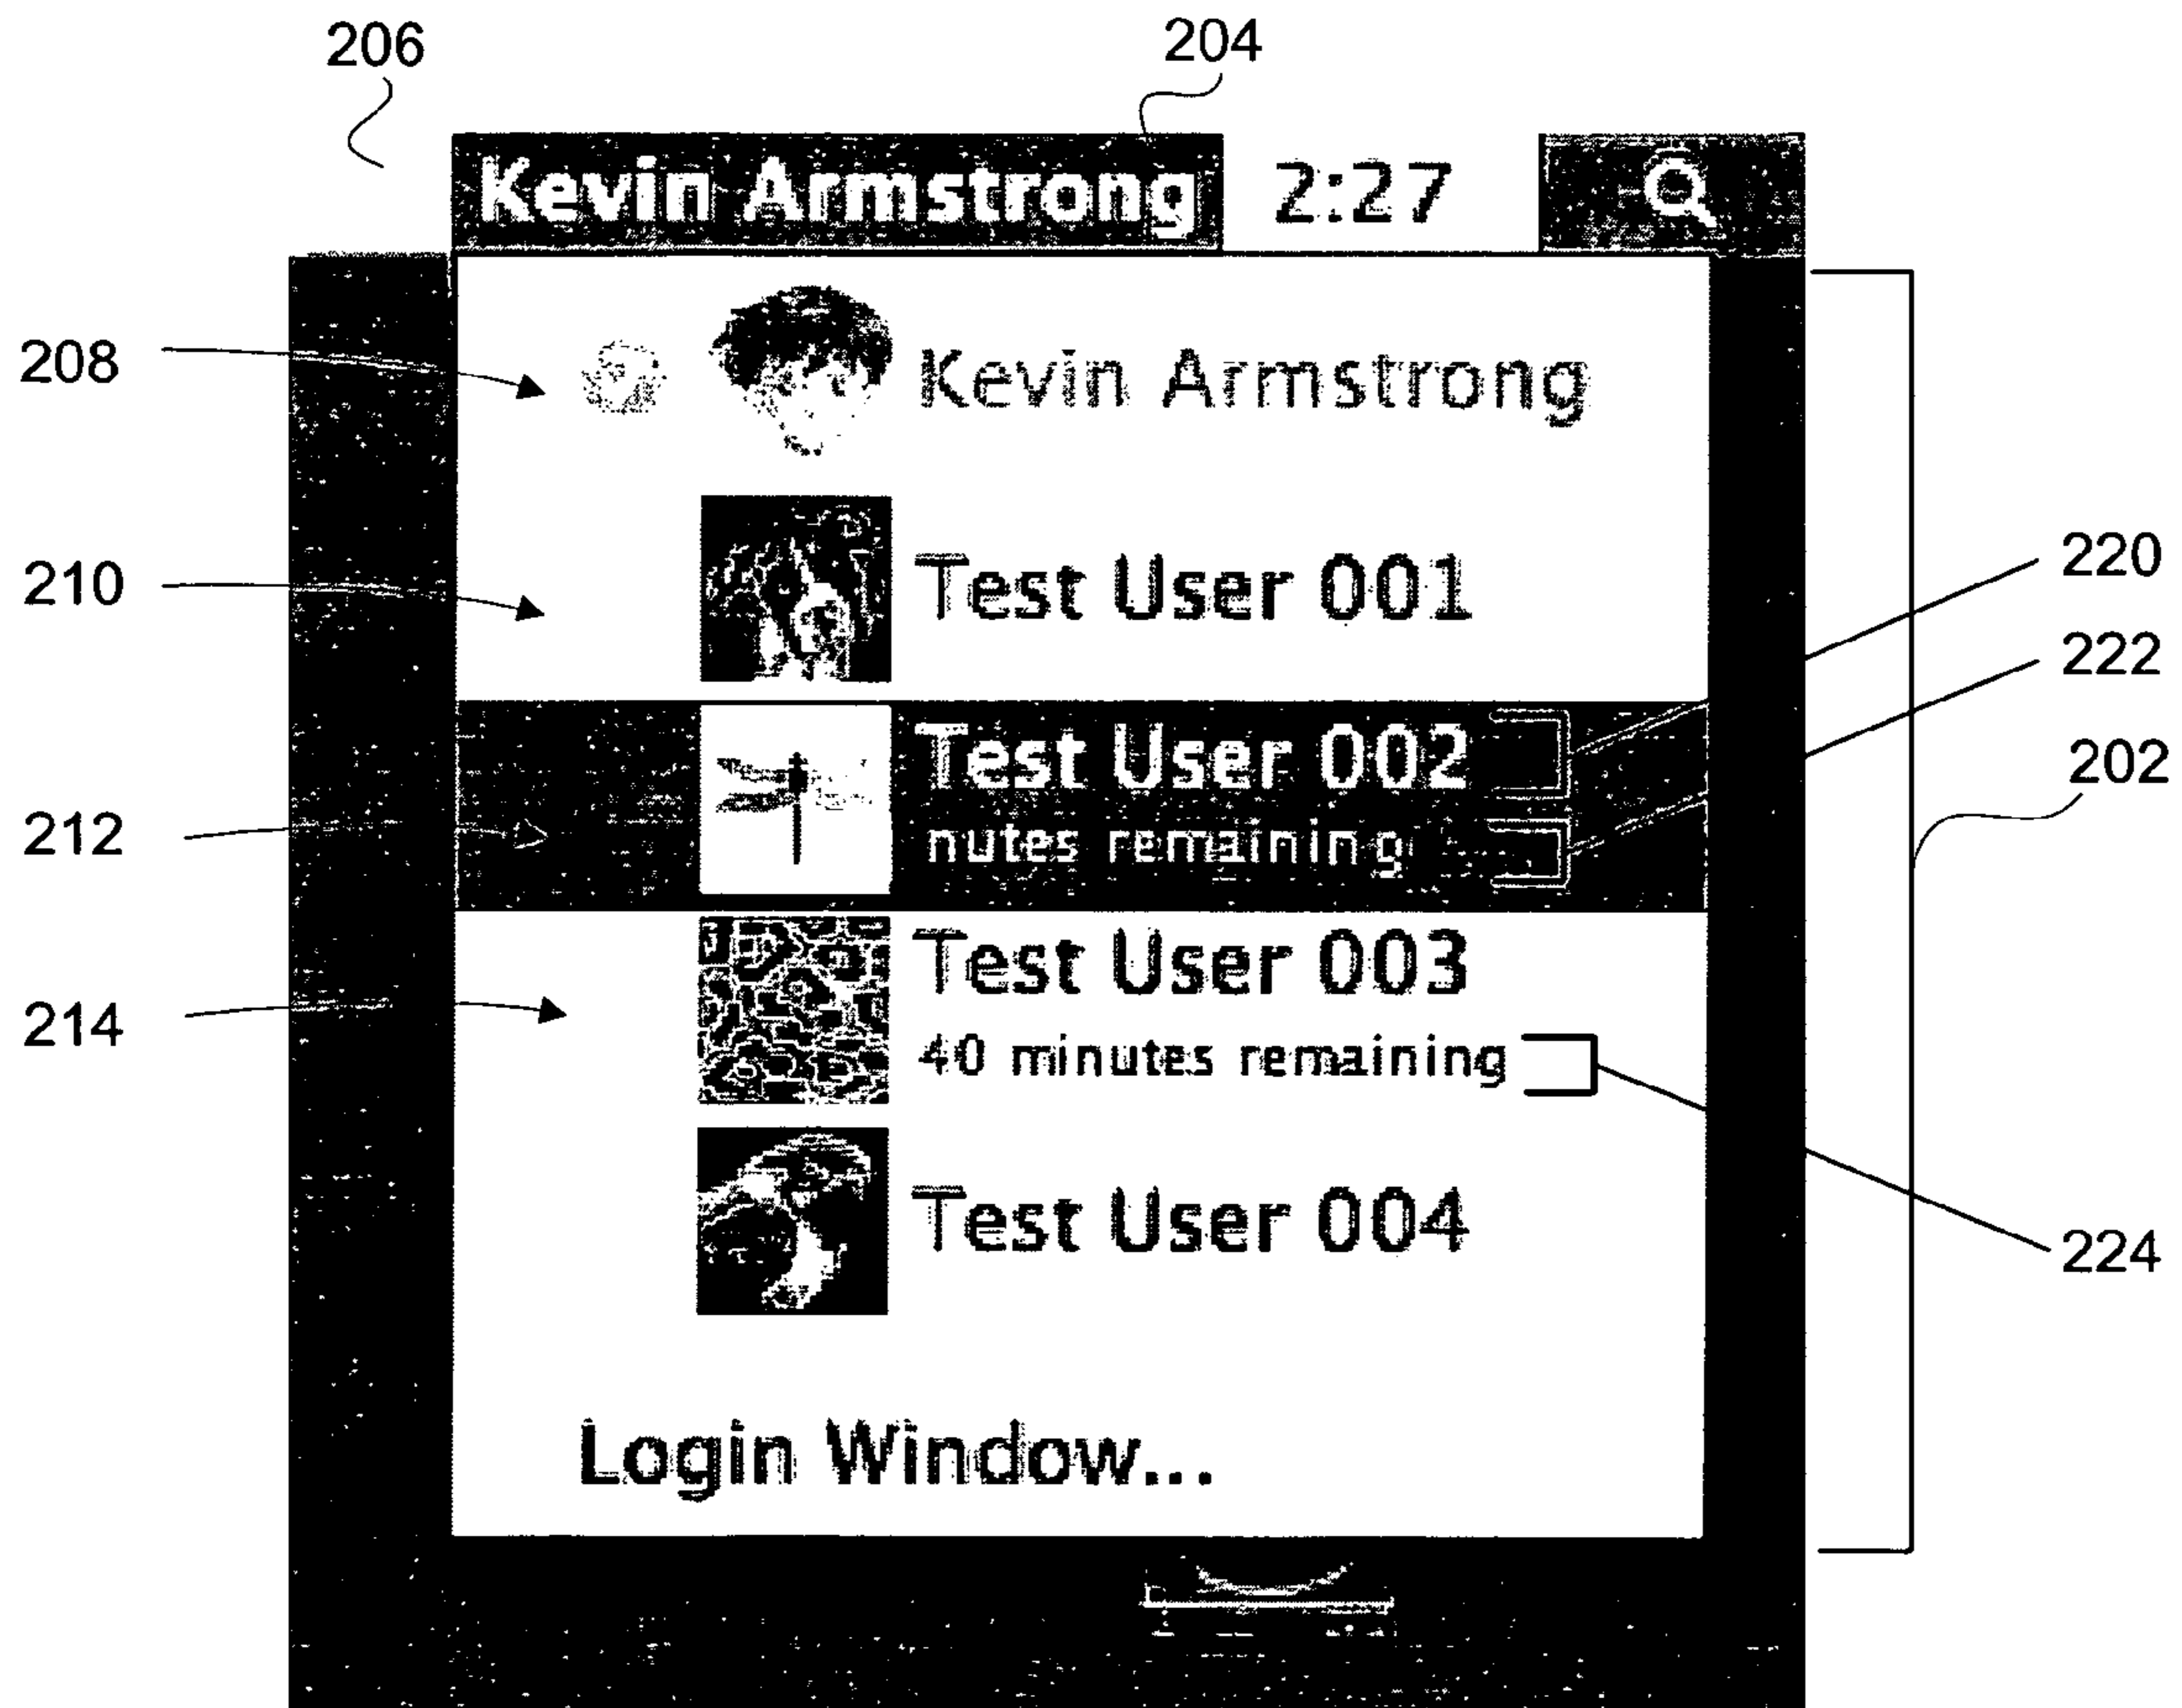 206 204
Kevin Armstrong 2:27
208 Kevin Armstrong
210 Test User 001
220
222
Test User 002
202
212 nutes remaining
Test User 003
214
40 minutes remaining
Test User 004
224
Login Window...